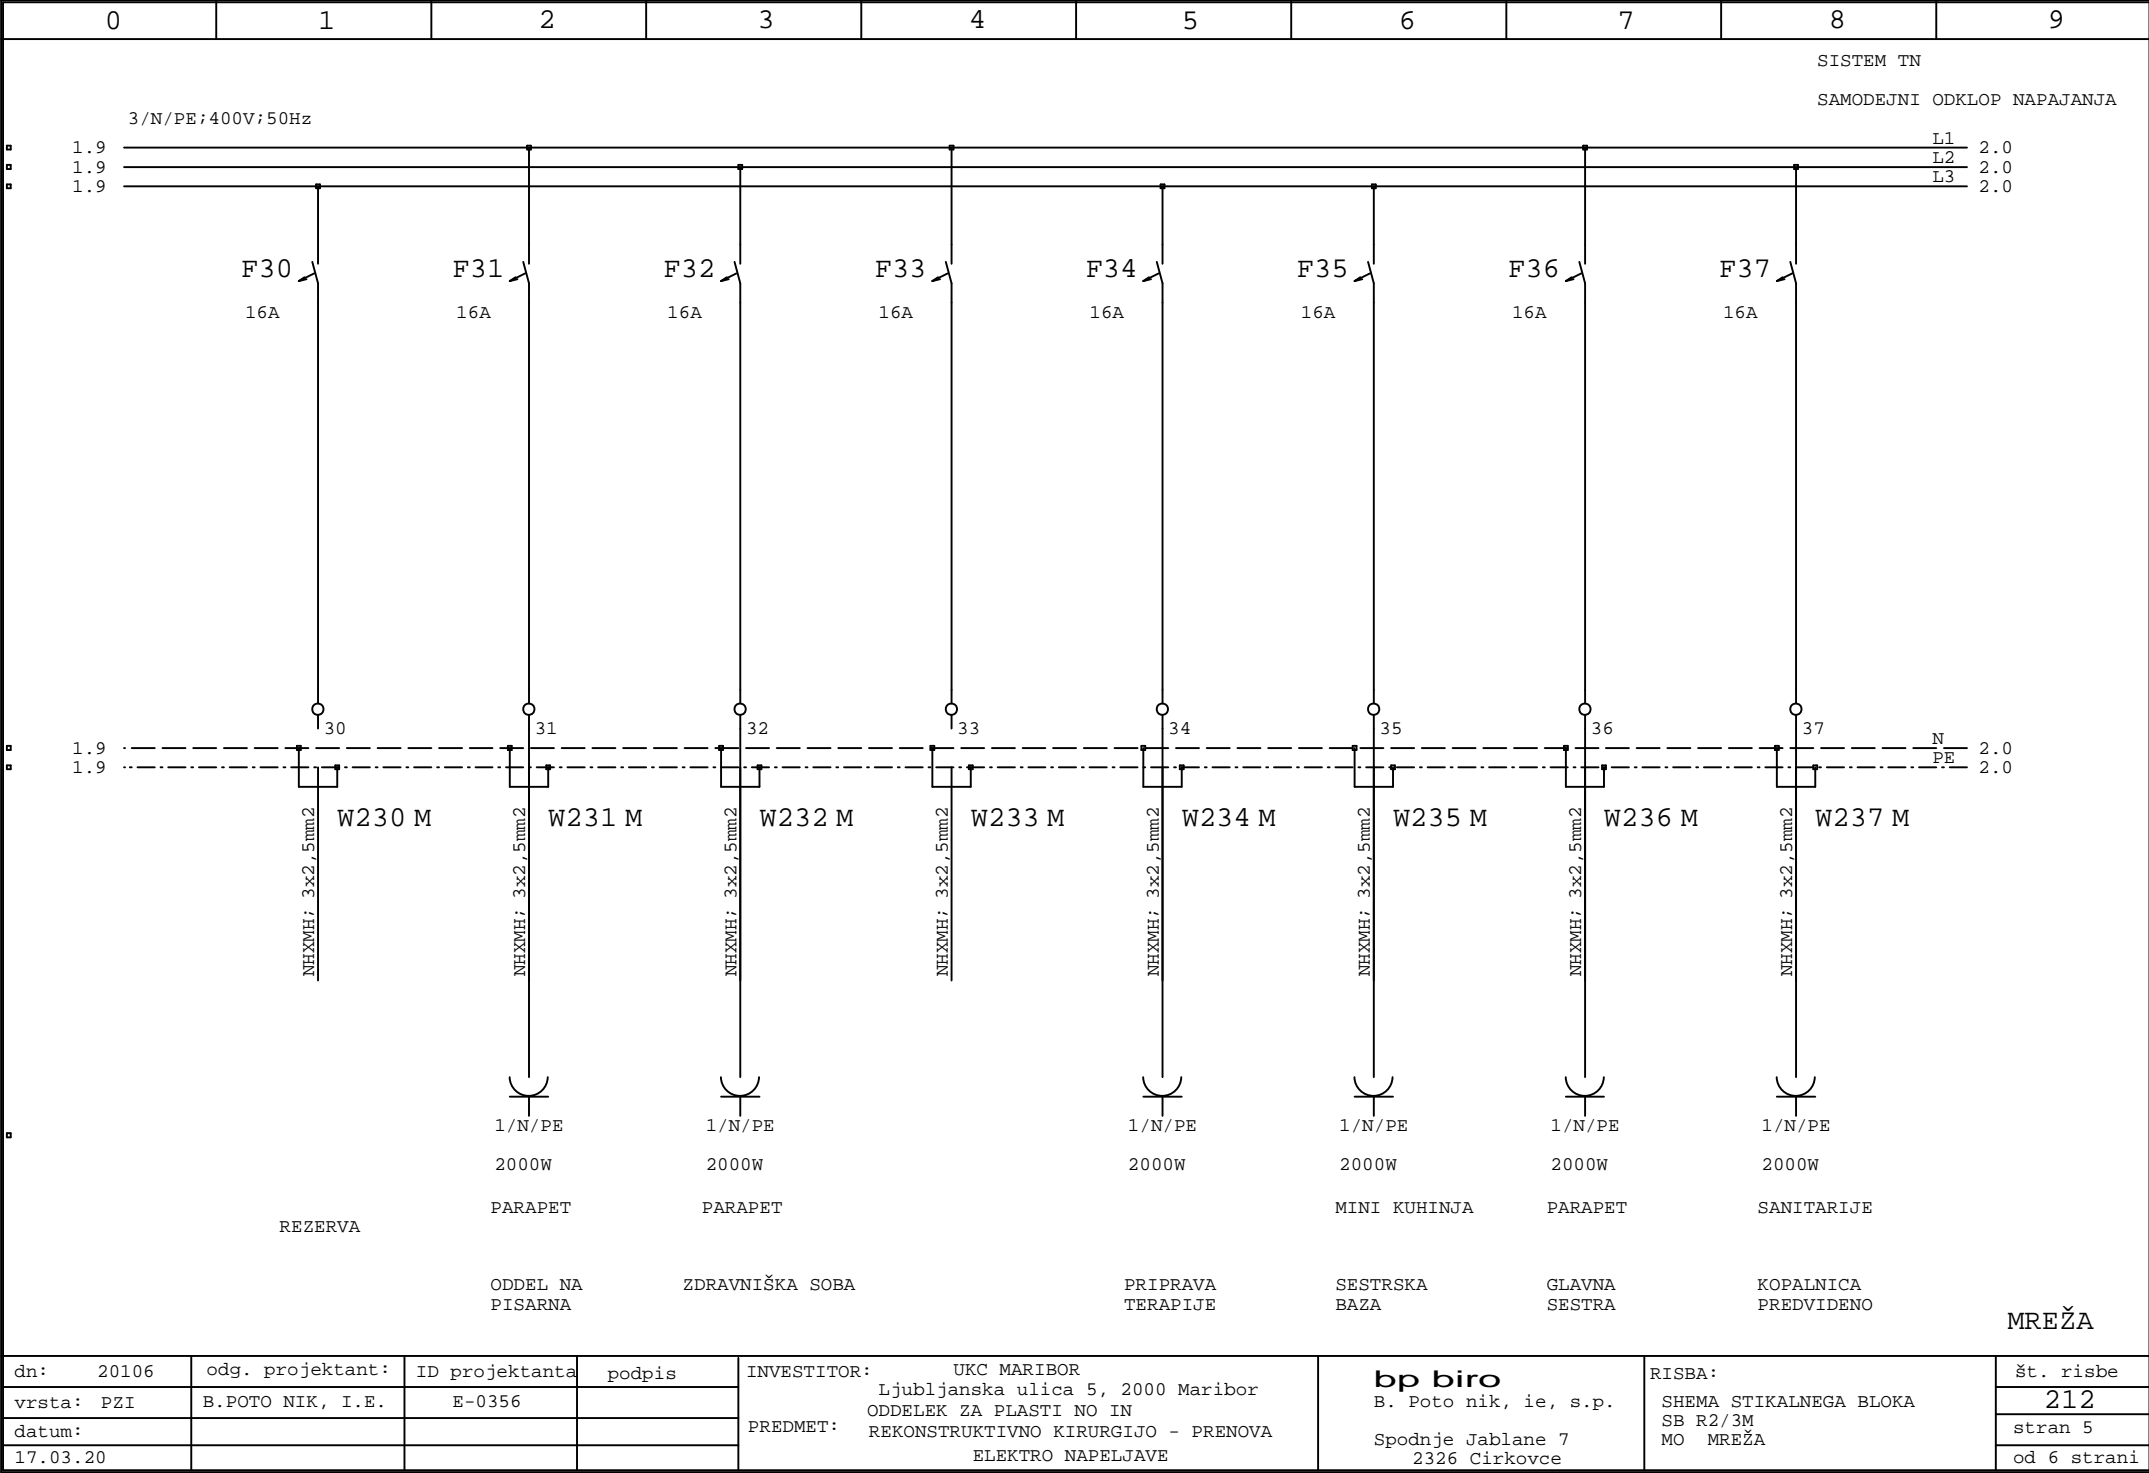 0 1 2 3 4 5 6 7 8 9
SISTEM TN
SAMODEJNI ODKLOP NAPAJANJA
3/N/PE;400V;50Hz
1.9 L1 2.0
1.9 L2 2.0
1.9 L3 2.0
F30 F31 F32 F33 F34 F35 F36 F37
16A 16A 16A 16A 16A 16A 16A 16A
30 31 32 33 34 35 36 37
1.9 N 2.0
1.9 PE 2.0
W230 M W231 M W232 M W233 M W234 M W235 M W236 M W237 M
NHXMH; 3x2,5mm2 NHXMH; 3x2,5mm2 NHXMH; 3x2,5mm2 NHXMH; 3x2,5mm2 NHXMH; 3x2,5mm2 NHXMH; 3x2,5mm2 NHXMH; 3x2,5mm2 NHXMH; 3x2,5mm2
1/N/PE 1/N/PE 1/N/PE 1/N/PE 1/N/PE 1/N/PE
2000W 2000W 2000W 2000W 2000W 2000W
PARAPET PARAPET MINI KUHINJA PARAPET SANITARIJE
REZERVA
ODDEL NA ZDRAVNIŠKA SOBA PRIPRAVA SESTRSKA GLAVNA KOPALNICA
PISARNA TERAPIJE BAZA SESTRA PREDVIDENO
MREŽA
dn: 20106
vrsta: PZI
datum:
17.03.20
odg. projektant:
B.POTO NIK, I.E.
ID projektanta
E-0356
podpis
INVESTITOR: UKC MARIBOR
Ljubljanska ulica 5, 2000 Maribor
ODDELEK ZA PLASTI NO IN
PREDMET: REKONSTRUKTIVNO KIRURGIJO - PRENOVA
ELEKTRO NAPELJAVE
bp biro
B. Poto nik, ie, s.p.
Spodnje Jablane 7
2326 Cirkovce
RISBA:
SHEMA STIKALNEGA BLOKA
SB R2/3M
MO MREŽA
št. risbe
212
stran 5
od 6 strani